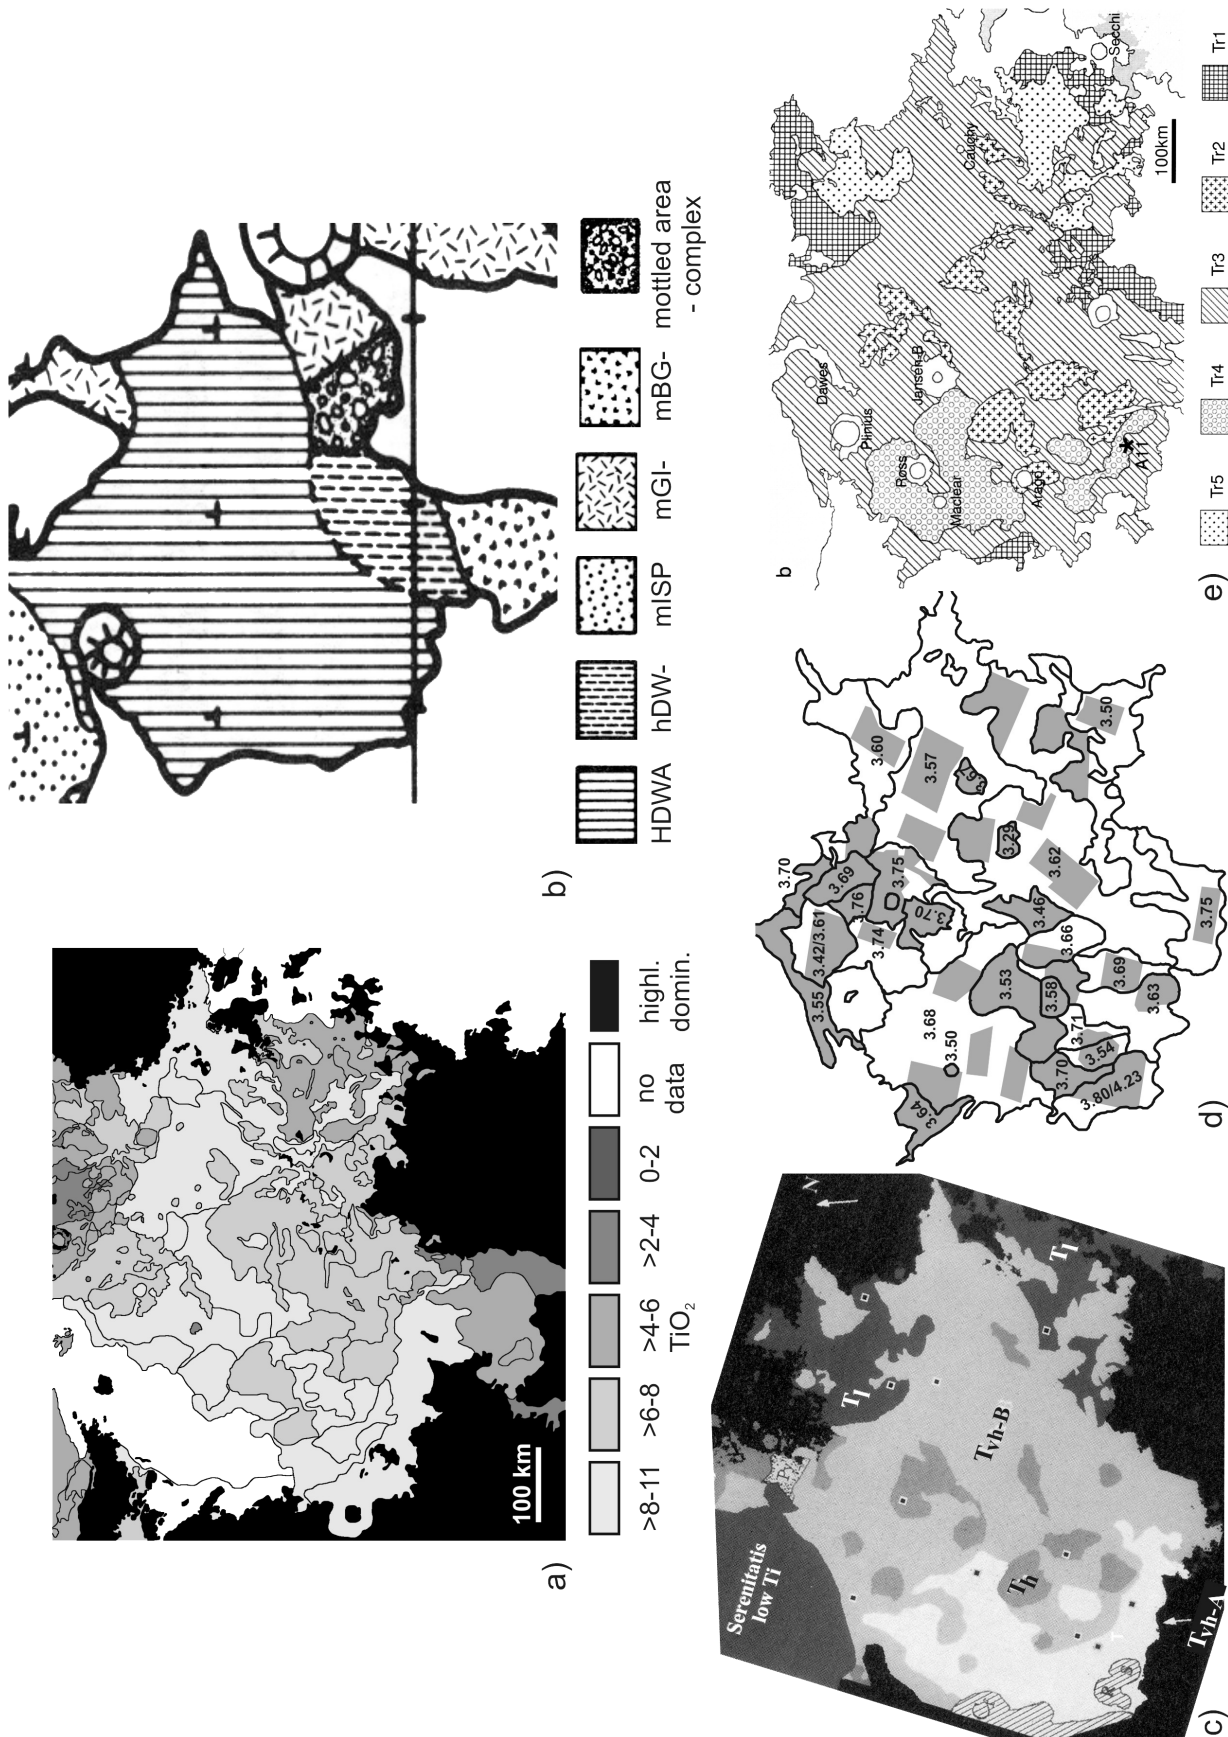 a)
100 km
>8-11
>6-8
>4-6
>2-4
0-2
no
data
highl.
domin.
TiO2
b)
HDWA
hDW-
mISP
mGI-
mBG-
mottled area
- complex
c)
Serenitatis
low Ti
N
Tl
Tl
Tvh-B
Th
Tvh-A
d)
3.70
3.69
3.76
3.75
3.60
3.57
3.67
3.42/3.61
3.55
3.74
3.70
3.29
3.50
3.68
3.50
3.53
3.46
3.62
3.64
3.58
3.66
3.71
3.69
3.70
3.54
3.63
3.80/4.23
3.75
e)
b
Dawes
Plinius
Ross
Jansen-B
Maclear
Arago
Cauchy
Secchi
A11
100km
Tr5
Tr4
Tr3
Tr2
Tr1